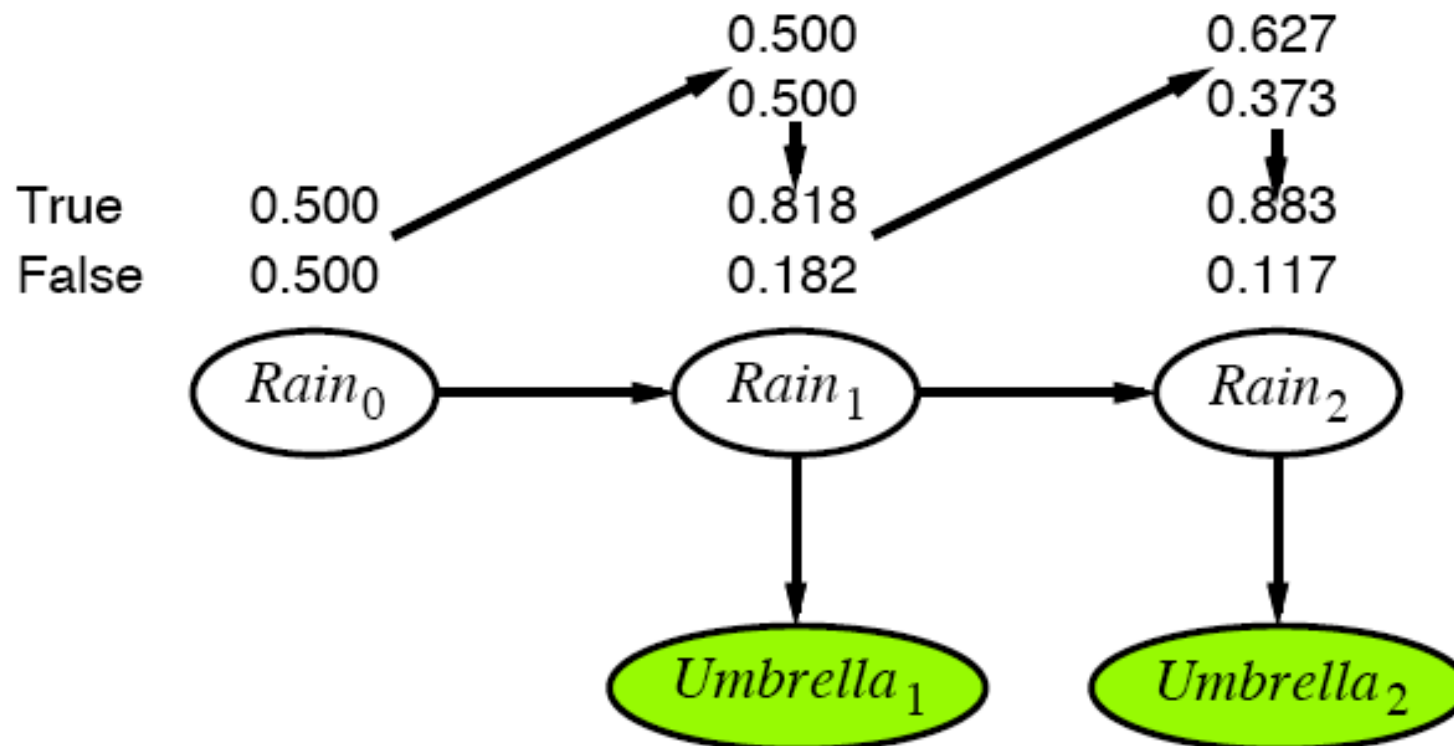 0.500 0.627
0.500 0.373
True 0.500 0.818 0.883
False 0.500 0.182 0.117
Rain0 Rain1 Rain2
Umbrella1 Umbrella2